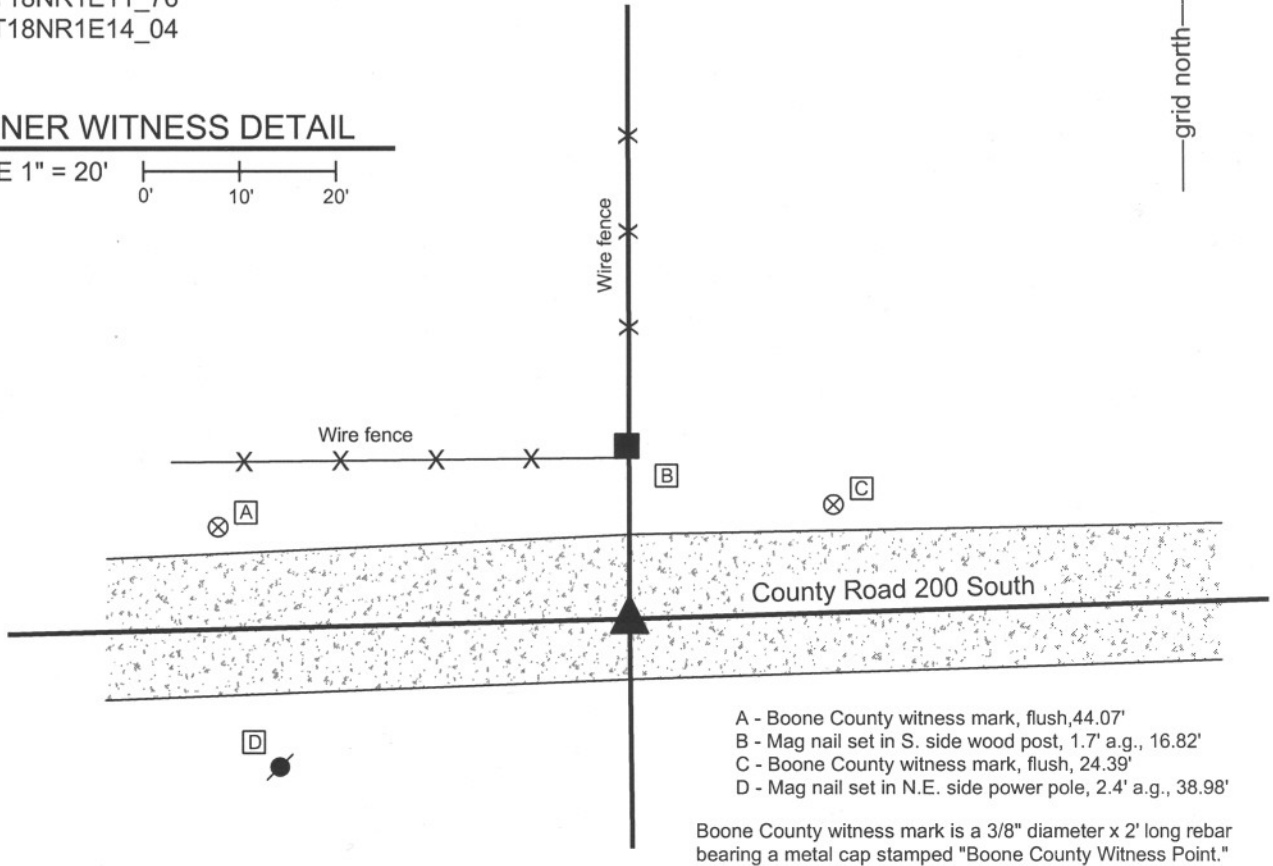 T18NR1E14_04
grid north
NER WITNESS DETAIL
E 1" = 20'
0' 10' 20'
Wire fence
Wire fence
A
B
C
County Road 200 South
D
A - Boone County witness mark, flush,44.07'
B - Mag nail set in S. side wood post, 1.7' a.g., 16.82'
C - Boone County witness mark, flush, 24.39'
D - Mag nail set in N.E. side power pole, 2.4' a.g., 38.98'
Boone County witness mark is a 3/8" diameter x 2' long rebar
bearing a metal cap stamped "Boone County Witness Point."